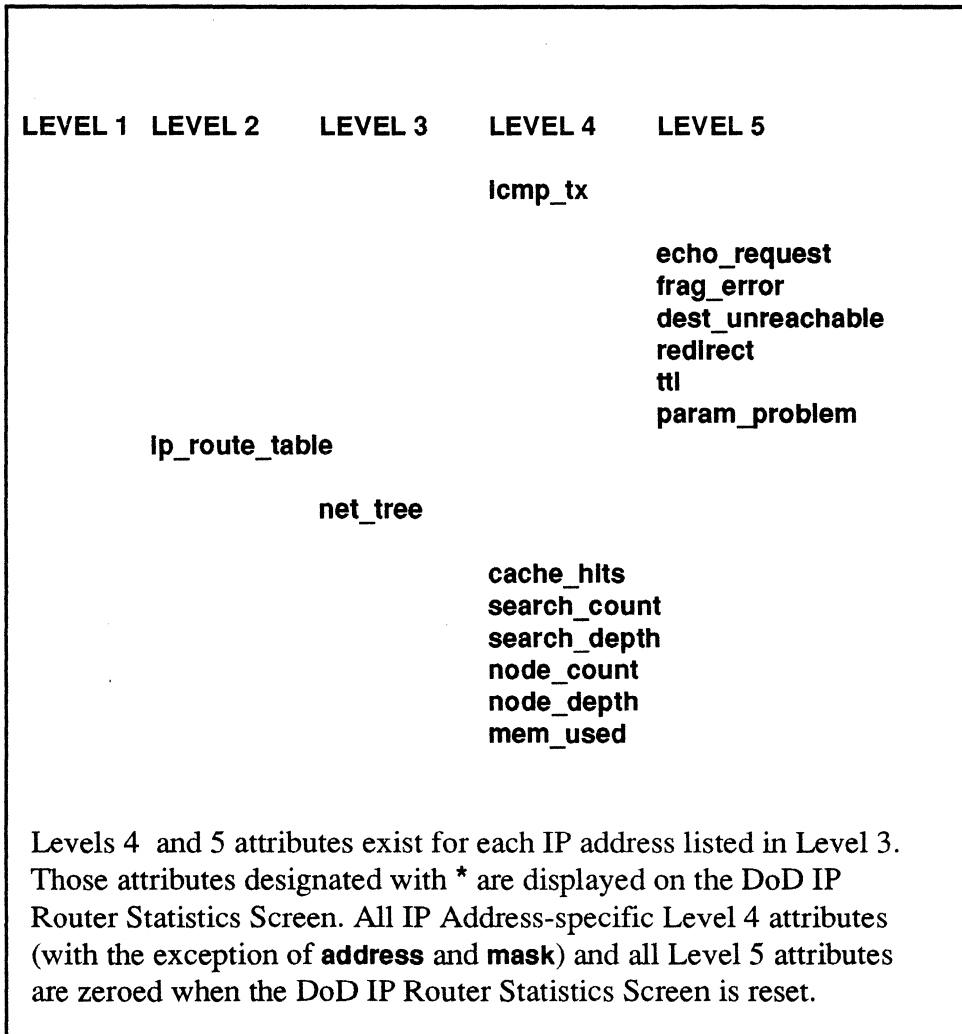 LEVEL 1 LEVEL 2 LEVEL 3 LEVEL 4 LEVEL 5
icmp_tx
echo_request
frag_error
dest_unreachable
redirect
ttl
param_problem
ip_route_table
net_tree
cache_hits
search_count
search_depth
node_count
node_depth
mem_used
Levels 4 and 5 attributes exist for each IP address listed in Level 3.
Those attributes designated with * are displayed on the DoD IP
Router Statistics Screen. All IP Address-specific Level 4 attributes
(with the exception of address and mask) and all Level 5 attributes
are zeroed when the DoD IP Router Statistics Screen is reset.